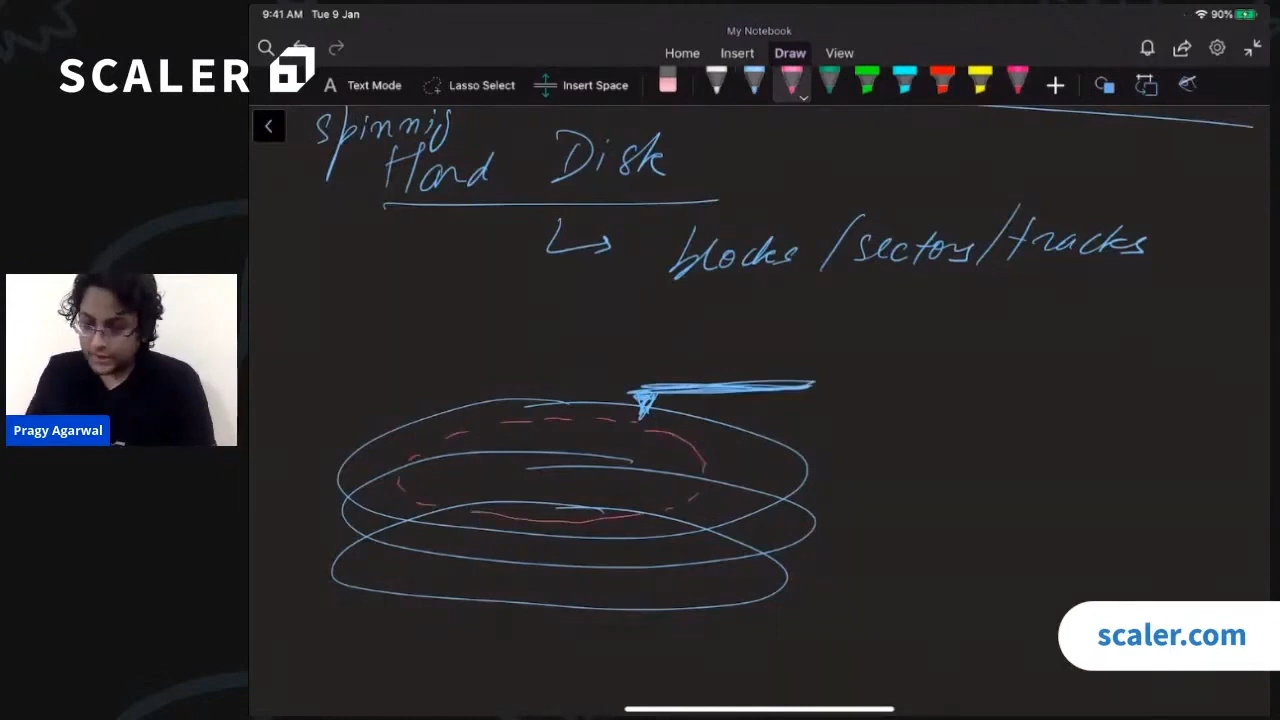 9:41 AM Tue 9 Jan
90%
My Notebook
Home Insert Draw View
SCALER
Text Mode Lasso Select Insert Space
spinnig
Hard Disk
blocks/sectors/tracks
Pragy Agarwal
scaler.com